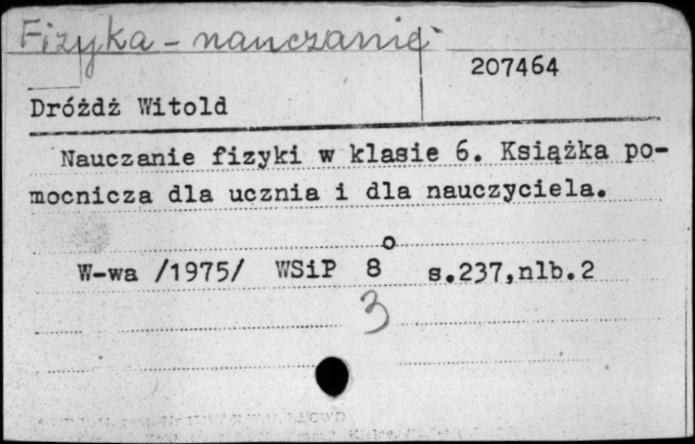 Fizyka - nauczanie
207464
Dróżdż Witold
Nauczanie fizyki w klasie 6. Książka po-
mocnicza dla ucznia i dla nauczyciela.
W-wa /1975/ WSiP 8o s.237,nlb.2
3